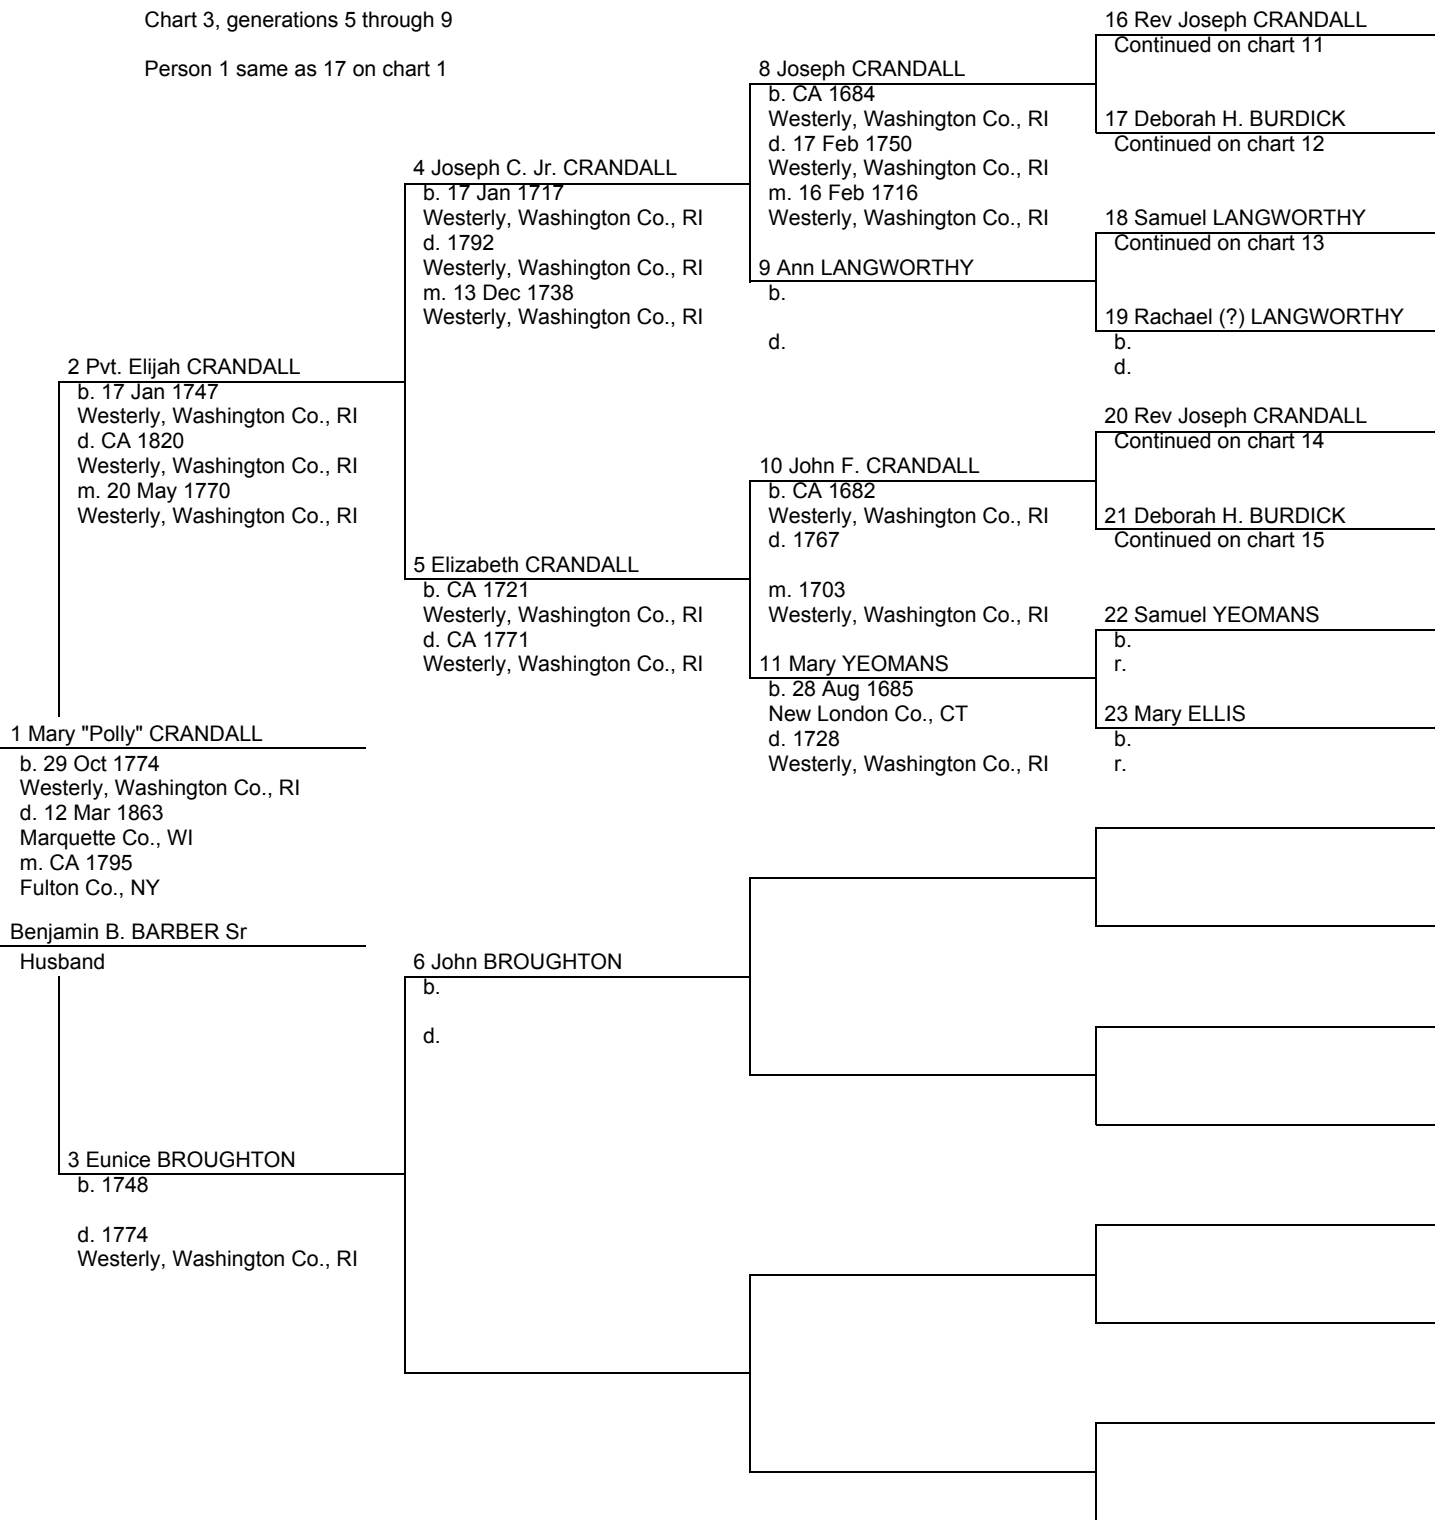 Chart 3, generations 5 through 9
Person 1 same as 17 on chart 1
1 Mary "Polly" CRANDALL
b. 29 Oct 1774
Westerly, Washington Co., RI
d. 12 Mar 1863
Marquette Co., WI
m. CA 1795
Fulton Co., NY
Benjamin B. BARBER Sr
Husband
2 Pvt. Elijah CRANDALL
b. 17 Jan 1747
Westerly, Washington Co., RI
d. CA 1820
Westerly, Washington Co., RI
m. 20 May 1770
Westerly, Washington Co., RI
3 Eunice BROUGHTON
b. 1748
d. 1774
Westerly, Washington Co., RI
4 Joseph C. Jr. CRANDALL
b. 17 Jan 1717
Westerly, Washington Co., RI
d. 1792
Westerly, Washington Co., RI
m. 13 Dec 1738
Westerly, Washington Co., RI
5 Elizabeth CRANDALL
b. CA 1721
Westerly, Washington Co., RI
d. CA 1771
Westerly, Washington Co., RI
6 John BROUGHTON
b.
d.
8 Joseph CRANDALL
b. CA 1684
Westerly, Washington Co., RI
d. 17 Feb 1750
Westerly, Washington Co., RI
m. 16 Feb 1716
Westerly, Washington Co., RI
9 Ann LANGWORTHY
b.
d.
10 John F. CRANDALL
b. CA 1682
Westerly, Washington Co., RI
d. 1767
m. 1703
Westerly, Washington Co., RI
11 Mary YEOMANS
b. 28 Aug 1685
New London Co., CT
d. 1728
Westerly, Washington Co., RI
16 Rev Joseph CRANDALL
Continued on chart 11
17 Deborah H. BURDICK
Continued on chart 12
18 Samuel LANGWORTHY
Continued on chart 13
19 Rachael (?) LANGWORTHY
b.
d.
20 Rev Joseph CRANDALL
Continued on chart 14
21 Deborah H. BURDICK
Continued on chart 15
22 Samuel YEOMANS
b.
r.
23 Mary ELLIS
b.
r.